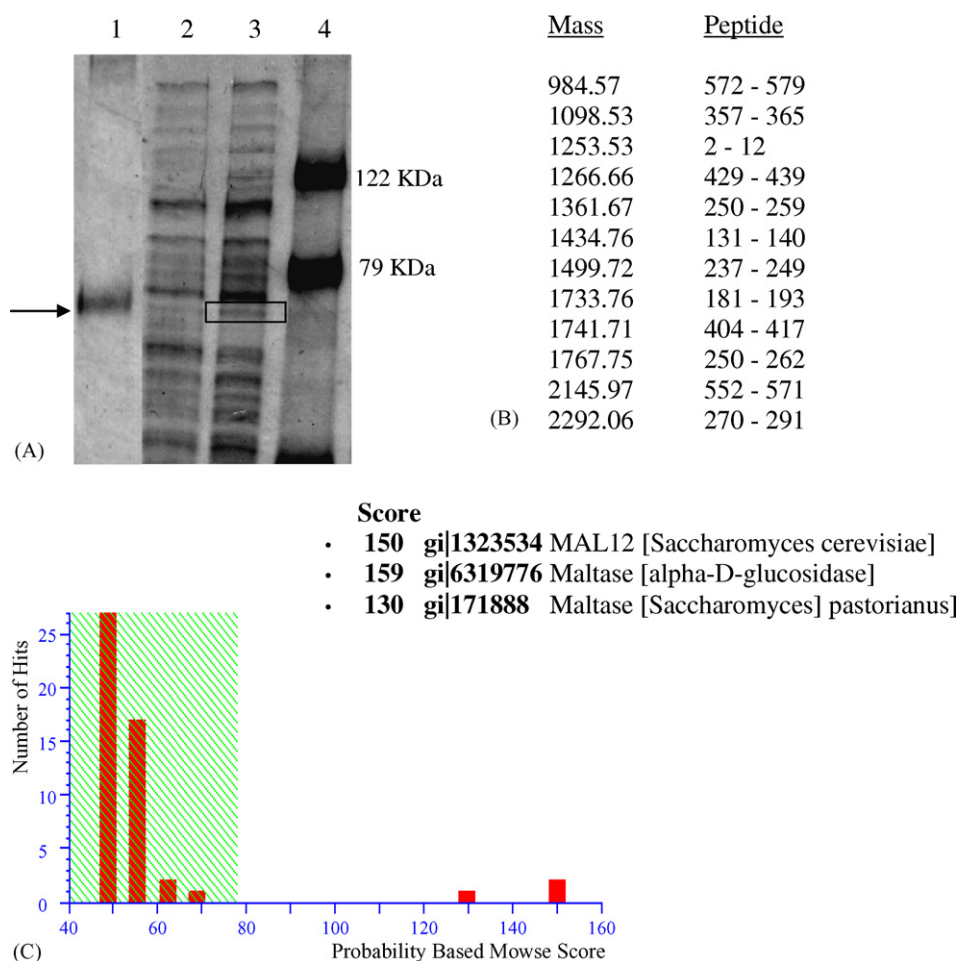 1 2 3 4
122 KDa
79 KDa
(A)
Mass Peptide
984.57 572 - 579
1098.53 357 - 365
1253.53 2 - 12
1266.66 429 - 439
1361.67 250 - 259
1434.76 131 - 140
1499.72 237 - 249
1733.76 181 - 193
1741.71 404 - 417
1767.75 250 - 262
2145.97 552 - 571
2292.06 270 - 291
(B)
Score
• 150 gi|1323534 MAL12 [Saccharomyces cerevisiae]
• 159 gi|6319776 Maltase [alpha-D-glucosidase]
• 130 gi|171888 Maltase [Saccharomyces] pastorianus]
Number of Hits
25
20
15
10
5
0
40 60 80 100 120 140 160
Probability Based Mowse Score
(C)